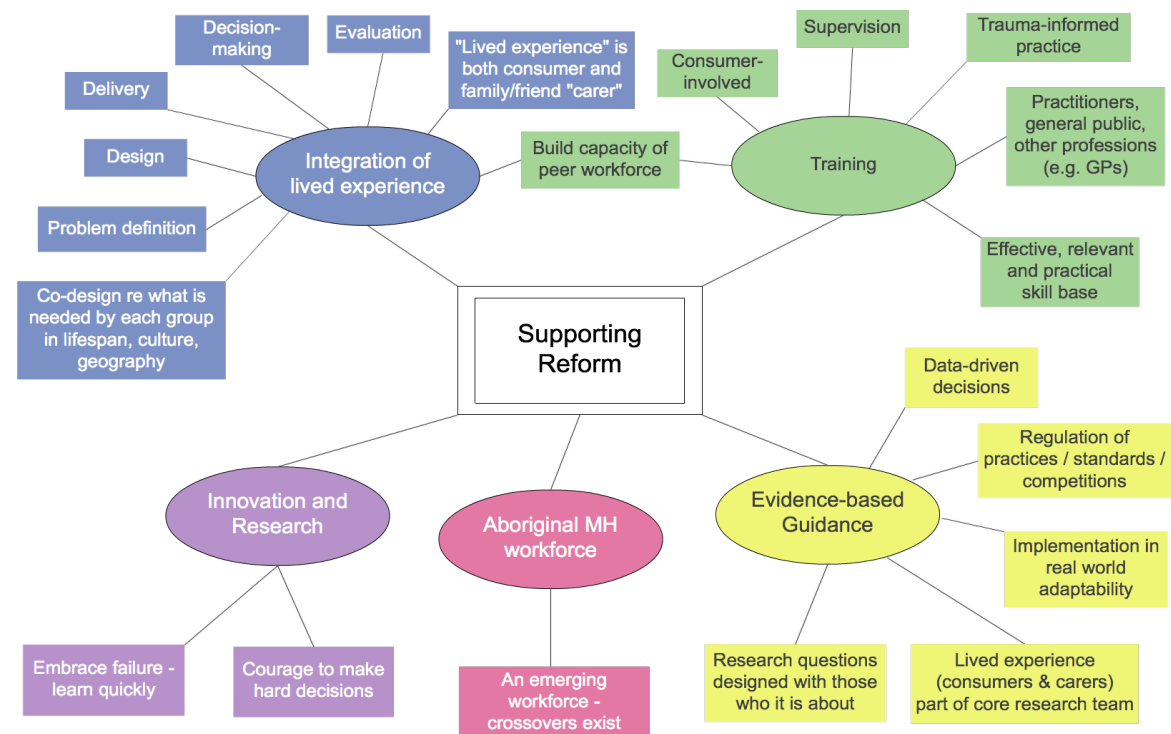 Decision-
making
Evaluation
"Lived experience" is
both consumer and
family/friend "carer"
Delivery
Design
Problem definition
Co-design re what is
needed by each group
in lifespan, culture,
geography
Integration of
lived experience
Build capacity of
peer workforce
Consumer-
involved
Supervision
Trauma-informed
practice
Practitioners,
general public,
other professions
(e.g. GPs)
Training
Effective, relevant
and practical
skill base
Supporting
Reform
Data-driven
decisions
Regulation of
practices / standards /
competitions
Evidence-based
Guidance
Implementation in
real world
adaptability
Research questions
designed with those
who it is about
Lived experience
(consumers & carers)
part of core research team
Innovation and
Research
Embrace failure -
learn quickly
Courage to make
hard decisions
Aboriginal MH
workforce
An emerging
workforce -
crossovers exist